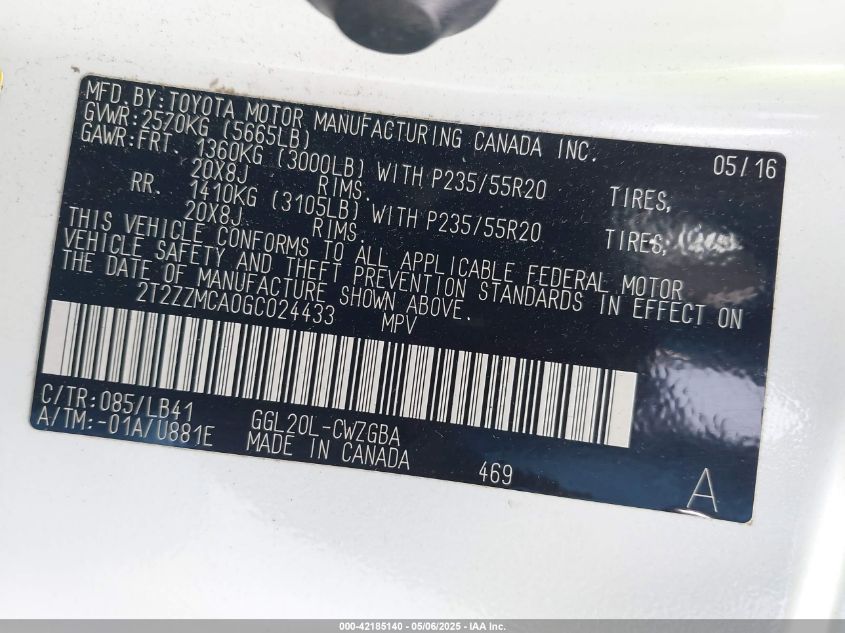 MFD. BY: TOYOTA MOTOR MANUFACTURING CANADA INC. 05/16
GVWR: 2570KG (5665LB)
GAWR: FRT. 1360KG (3000LB) WITH P235/55R20 TIRES,
20X8J RIMS.
RR. 1410KG (3105LB) WITH P235/55R20 TIRES,
20X8J RIMS.
THIS VEHICLE CONFORMS TO ALL APPLICABLE FEDERAL MOTOR
VEHICLE SAFETY AND THEFT PREVENTION STANDARDS IN EFFECT ON
THE DATE OF MANUFACTURE SHOWN ABOVE.
2T2ZZMCA0GC024433 MPV
C/TR: 085/LB41 GGL20L-CWZGBA
A/TM: -01A/U881E MADE IN CANADA 469 A
000-42185140 - 05/06/2025 - IAA Inc.